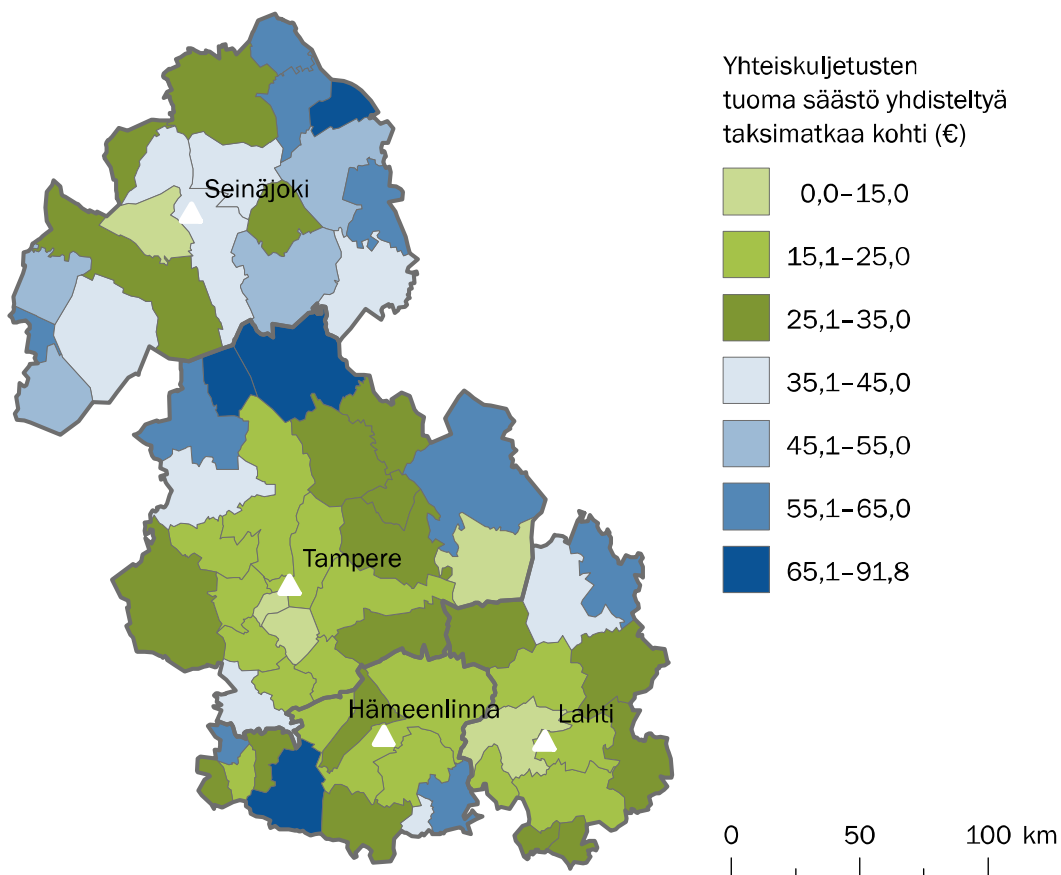 Yhteiskuljetusten
tuoma säästö yhdisteltyä
taksimatkaa kohti (€)
0,0–15,0
15,1–25,0
25,1–35,0
35,1–45,0
45,1–55,0
55,1–65,0
65,1–91,8
Seinäjoki
Tampere
Hämeenlinna
Lahti
0 50 100 km